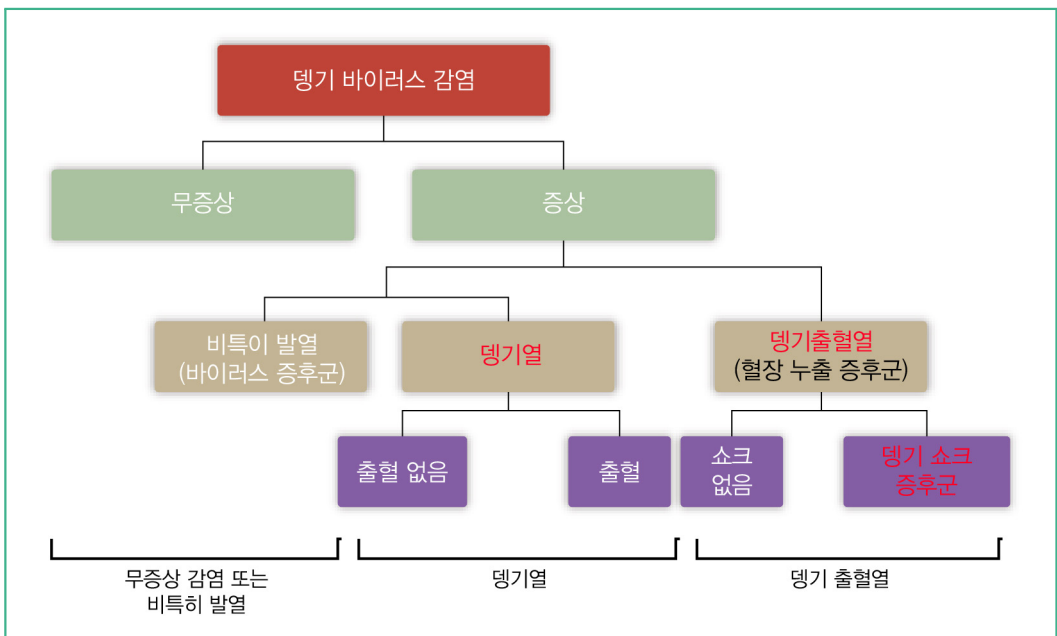 뎅기 바이러스 감염
무증상
증상
비특이 발열
(바이러스 증후군)
뎅기열
뎅기출혈열
(혈장 누출 증후군)
출혈 없음
출혈
쇼크
없음
뎅기 쇼크
증후군
무증상 감염 또는
비특히 발열
뎅기열
뎅기 출혈열